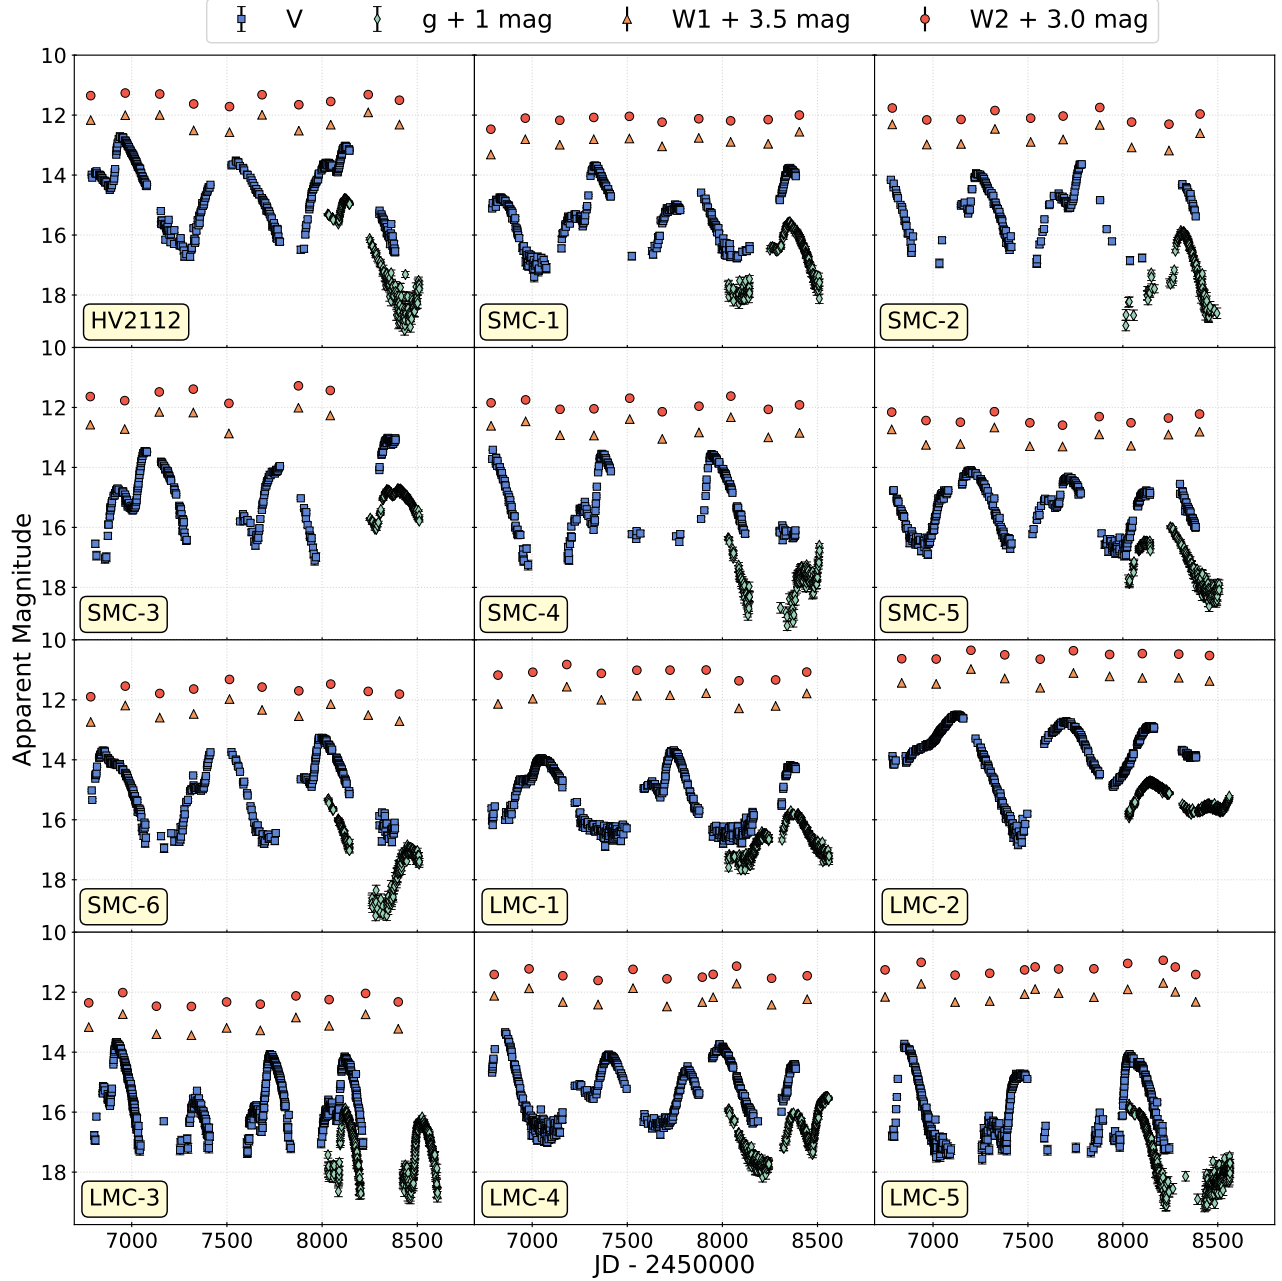 V g + 1 mag W1 + 3.5 mag W2 + 3.0 mag
Apparent Magnitude
10
12
14
16
18
HV2112 SMC-1 SMC-2
10
12
14
16
18
SMC-3 SMC-4 SMC-5
10
12
14
16
18
SMC-6 LMC-1 LMC-2
10
12
14
16
18
LMC-3 LMC-4 LMC-5
7000 7500 8000 8500 7000 7500 8000 8500 7000 7500 8000 8500
JD - 2450000